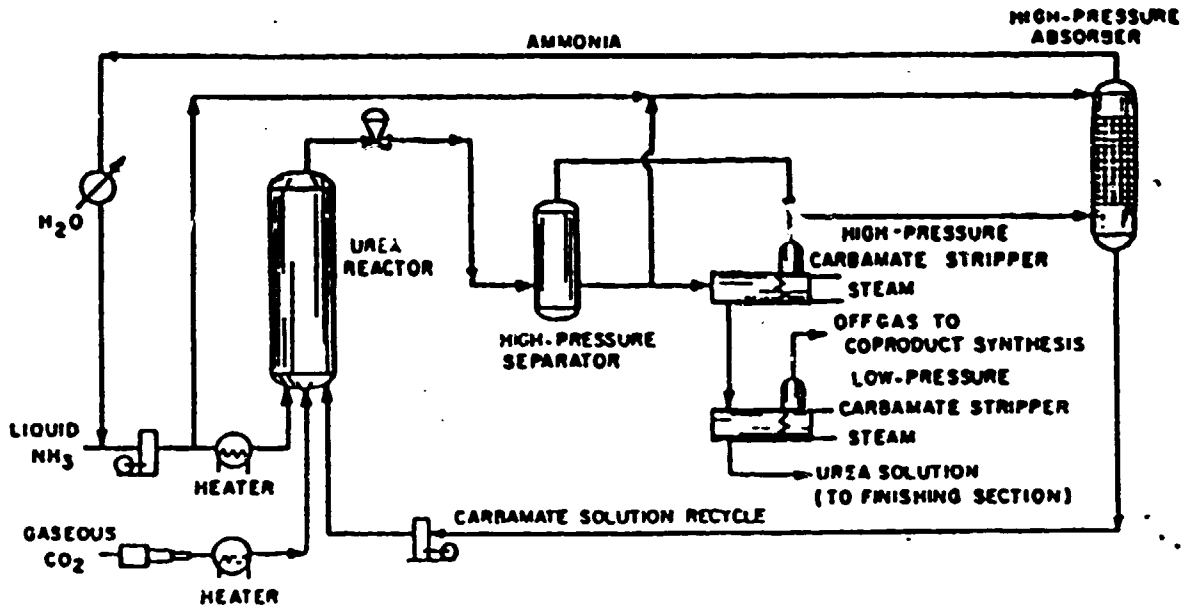 HIGH-PRESSURE
ABSORBER
AMMONIA
H2O
UREA
REACTOR
HIGH-PRESSURE
SEPARATOR
HIGH-PRESSURE
CARBAMATE STRIPPER
STEAM
OFFGAS TO
COPRODUCT SYNTHESIS
LOW-PRESSURE
CARBAMATE STRIPPER
STEAM
UREA SOLUTION
(TO FINISHING SECTION)
LIQUID
NH3
HEATER
CARBAMATE SOLUTION RECYCLE
GASEOUS
CO2
HEATER